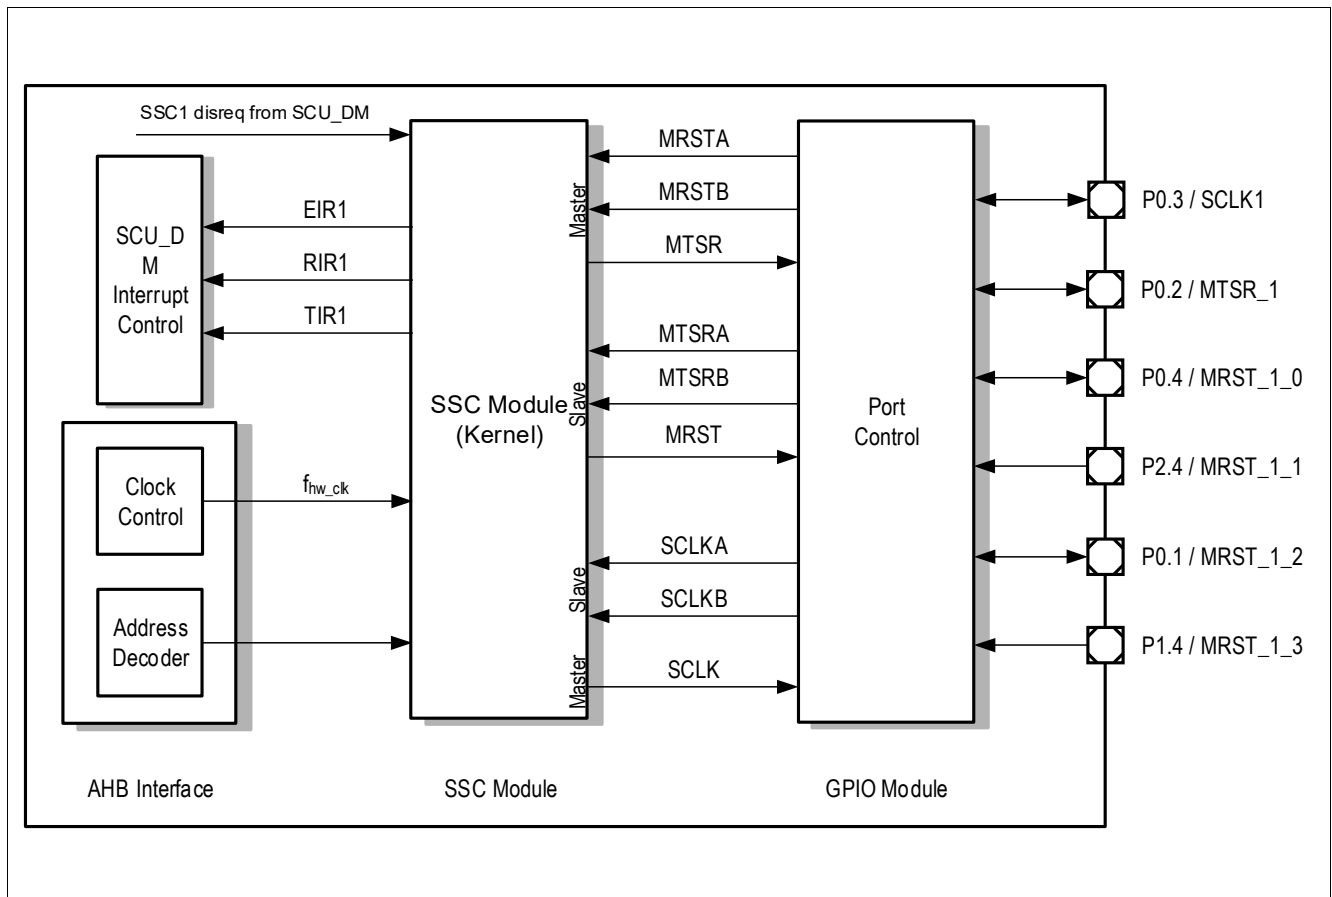 SSC1 disreq from SCU_DM
SCU_D
M
Interrupt
Control
EIR1
RIR1
TIR1
Clock
Control
f_hw_clk
Address
Decoder
AHB Interface
SSC Module
(Kernel)
Master
Slave
Slave
Master
SSC Module
MRSTA
MRSTB
MTSR
MTSRA
MTSRB
MRST
SCLKA
SCLKB
SCLK
Port
Control
GPIO Module
P0.3 / SCLK1
P0.2 / MTSR_1
P0.4 / MRST_1_0
P2.4 / MRST_1_1
P0.1 / MRST_1_2
P1.4 / MRST_1_3